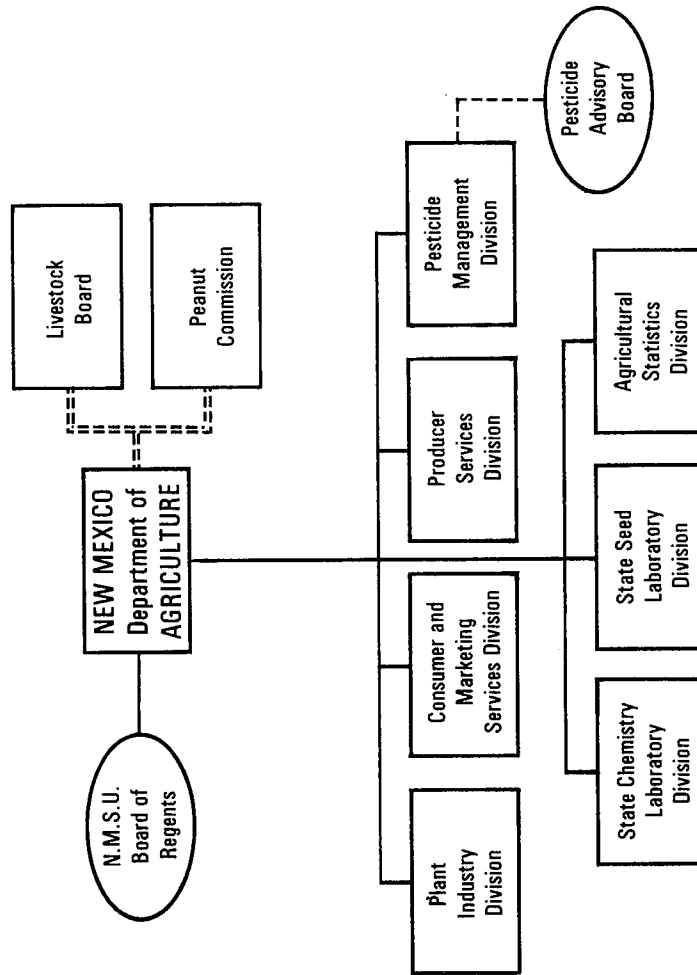 N.M.S.U.
Board of
Regents
NEW MEXICO
Department of
AGRICULTURE
Livestock
Board
Peanut
Commission
Plant
Industry
Division
Consumer and
Marketing
Services Division
Producer
Services
Division
Pesticide
Management
Division
Pesticide
Advisory
Board
State Chemistry
Laboratory
Division
State Seed
Laboratory
Division
Agricultural
Statistics
Division